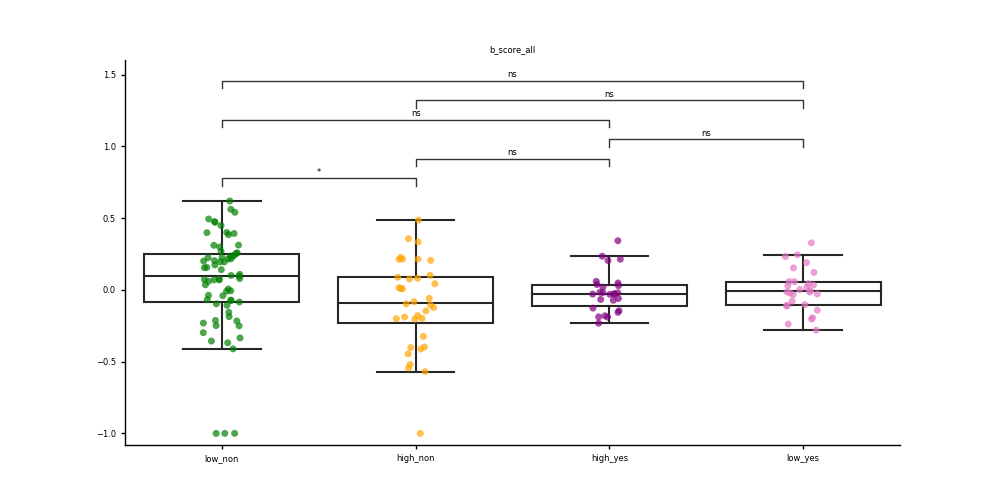 b_score_all
1.5
1.0
0.5
0.0
−0.5
−1.0
ns
ns
ns
ns
ns
*
low_non
high_non
high_yes
low_yes